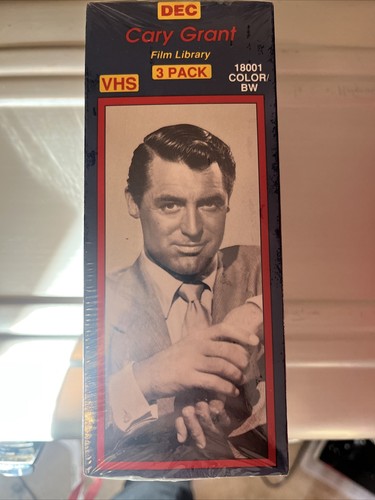 DEC
Cary Grant
Film Library
VHS
3 PACK
18001
COLOR/
BW